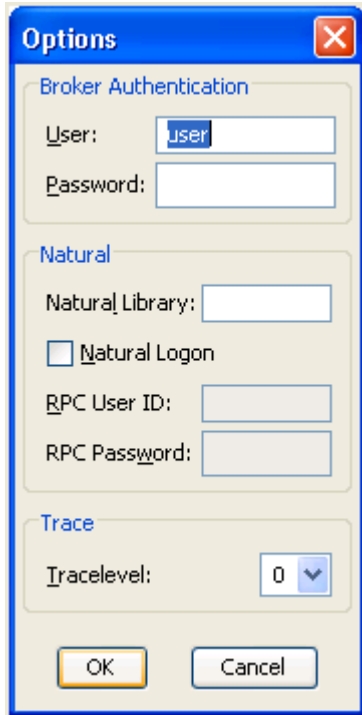 Options
Broker Authentication
User: user
Password:
Natural
Natural Library:
Natural Logon
RPC User ID:
RPC Password:
Trace
Tracelevel: 0
OK Cancel